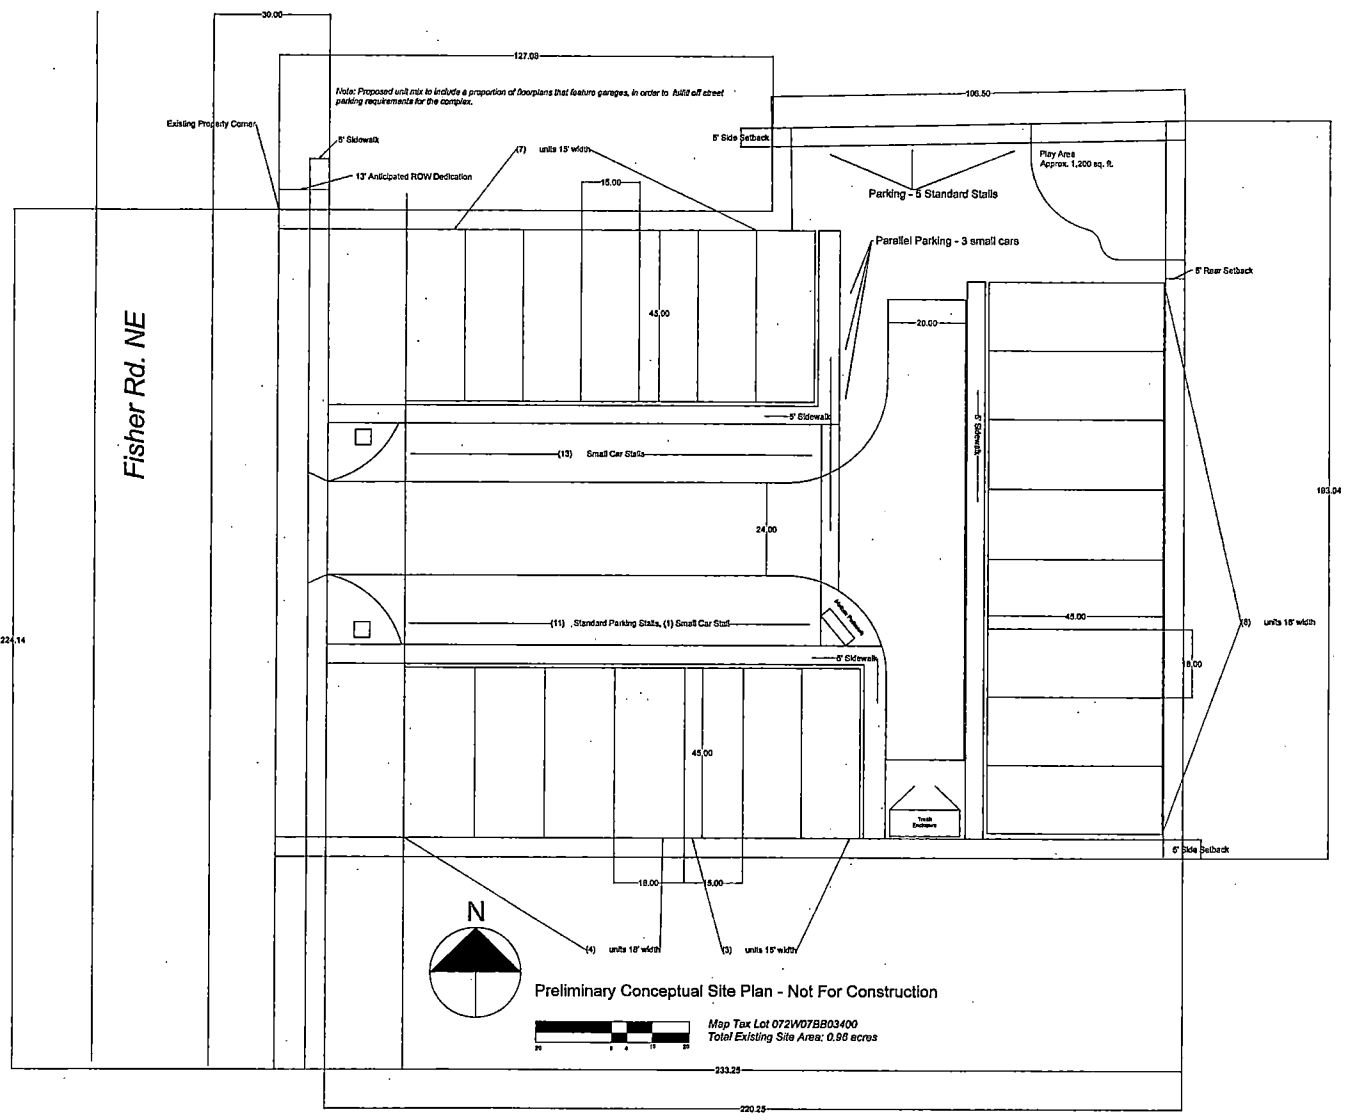 30.00
127.08
Note: Proposed unit mix to include a proportion of floorplans that feature garages, in order to fulfill off street
parking requirements for the complex.
106.50
Existing Property Corner
5' Sidewalk
5' Side Setback
(7) units 15' width
Play Area
Approx. 1,200 sq. ft.
13' Anticipated ROW Dedication
15.00
Parking - 5 Standard Stalls
Parallel Parking - 3 small cars
5' Rear Setback
Fisher Rd. NE
45.00
20.00
5' Sidewalk
5' Sidewalk
(13) Small Car Stalls
193.04
24.00
224.14
(11) , Standard Parking Stalls, (1) Small Car Stall
45.00
(8) units 18' width
5' Sidewalk
18.00
45.00
Trash
Enclosure
5' Side Setback
18.00
15.00
N
(4) units 18' width
(3) units 15' width
Preliminary Conceptual Site Plan - Not For Construction
Map Tax Lot 072W07BB03400
Total Existing Site Area: 0.96 acres
20
233.25
220.25